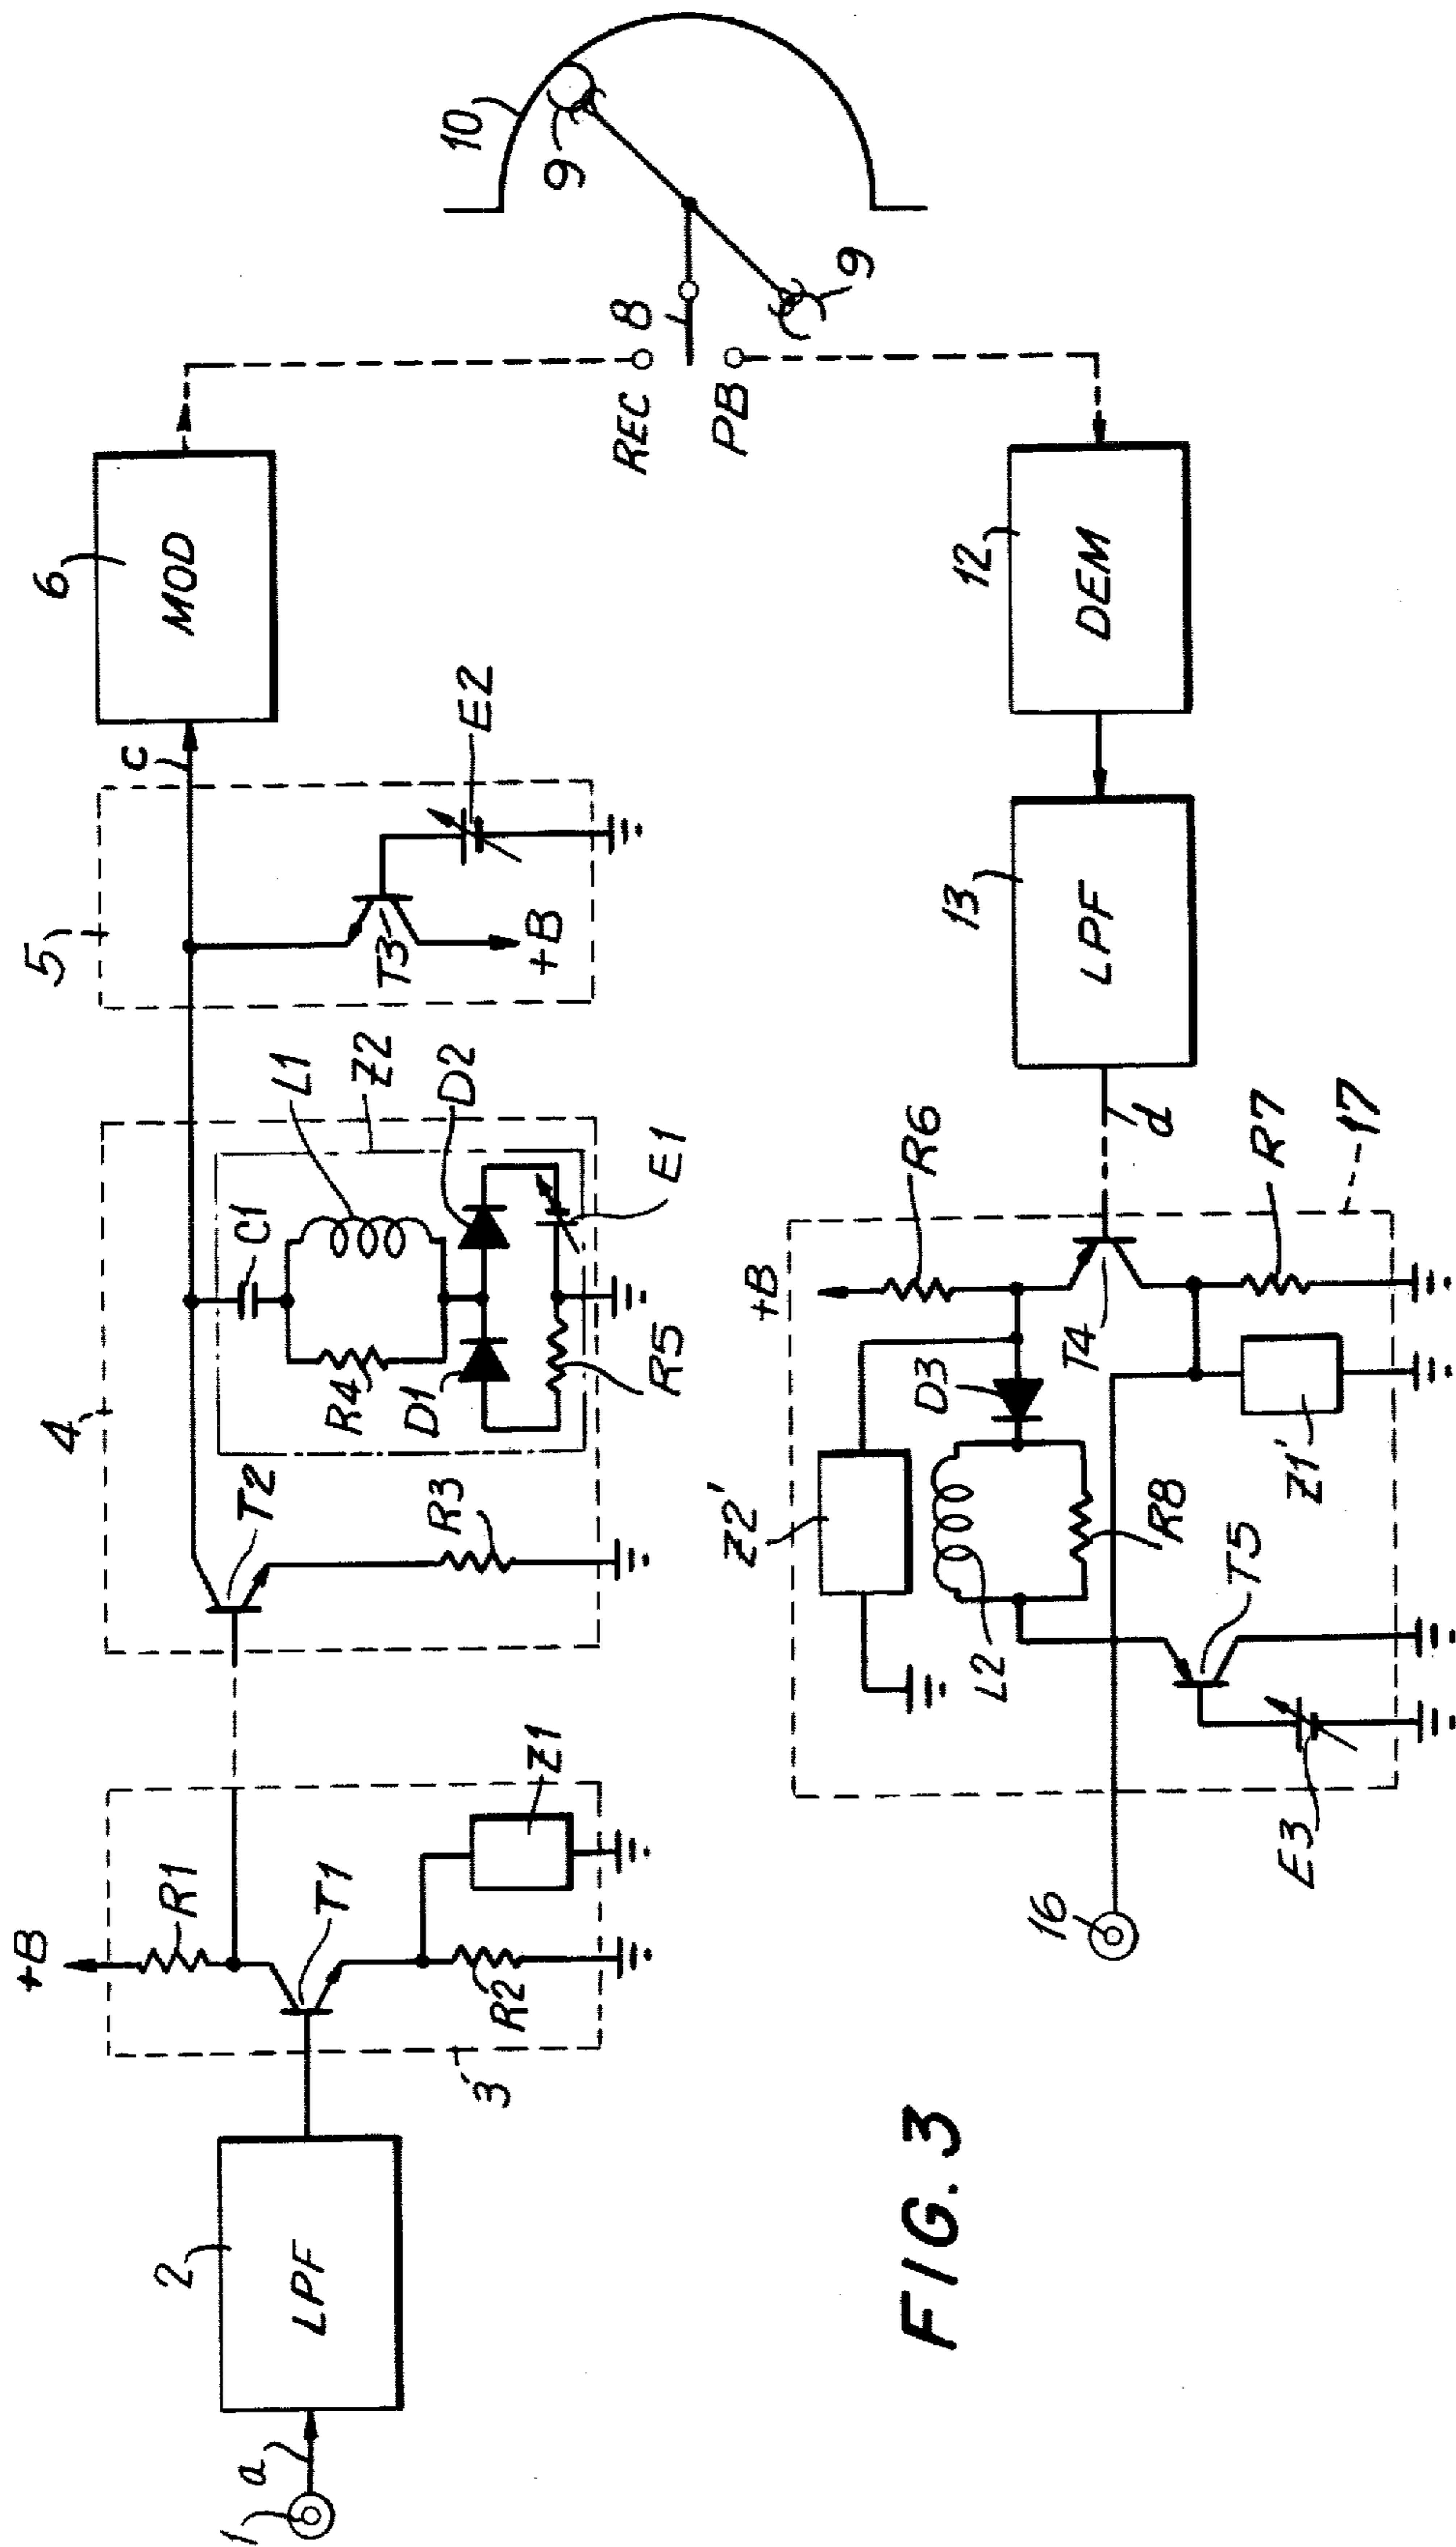 1
a
2
LPF
3
+B
R1
T1
R2
Z1
4
T2
R3
C1
R4
L1
Z2
D1
D2
R5
E1
5
T3
+B
E2
c
6
MOD
REC
8
PB
9
9
10
12
DEM
13
LPF
d
17
+B
R6
T4
R7
Z1'
Z2'
D3
L2
R8
T5
E3
16
FIG. 3